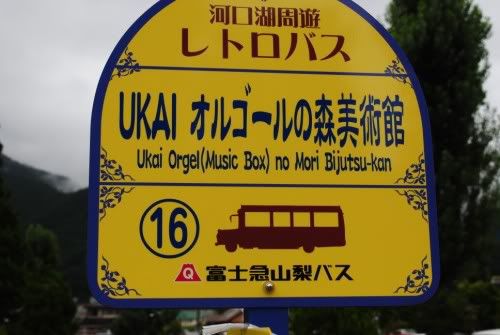 河口湖周遊
レトロバス
UKAI オルゴールの森美術館
Ukai Orgel(Music Box) no Mori Bijutsu-kan
16
Q 富士急山梨バス